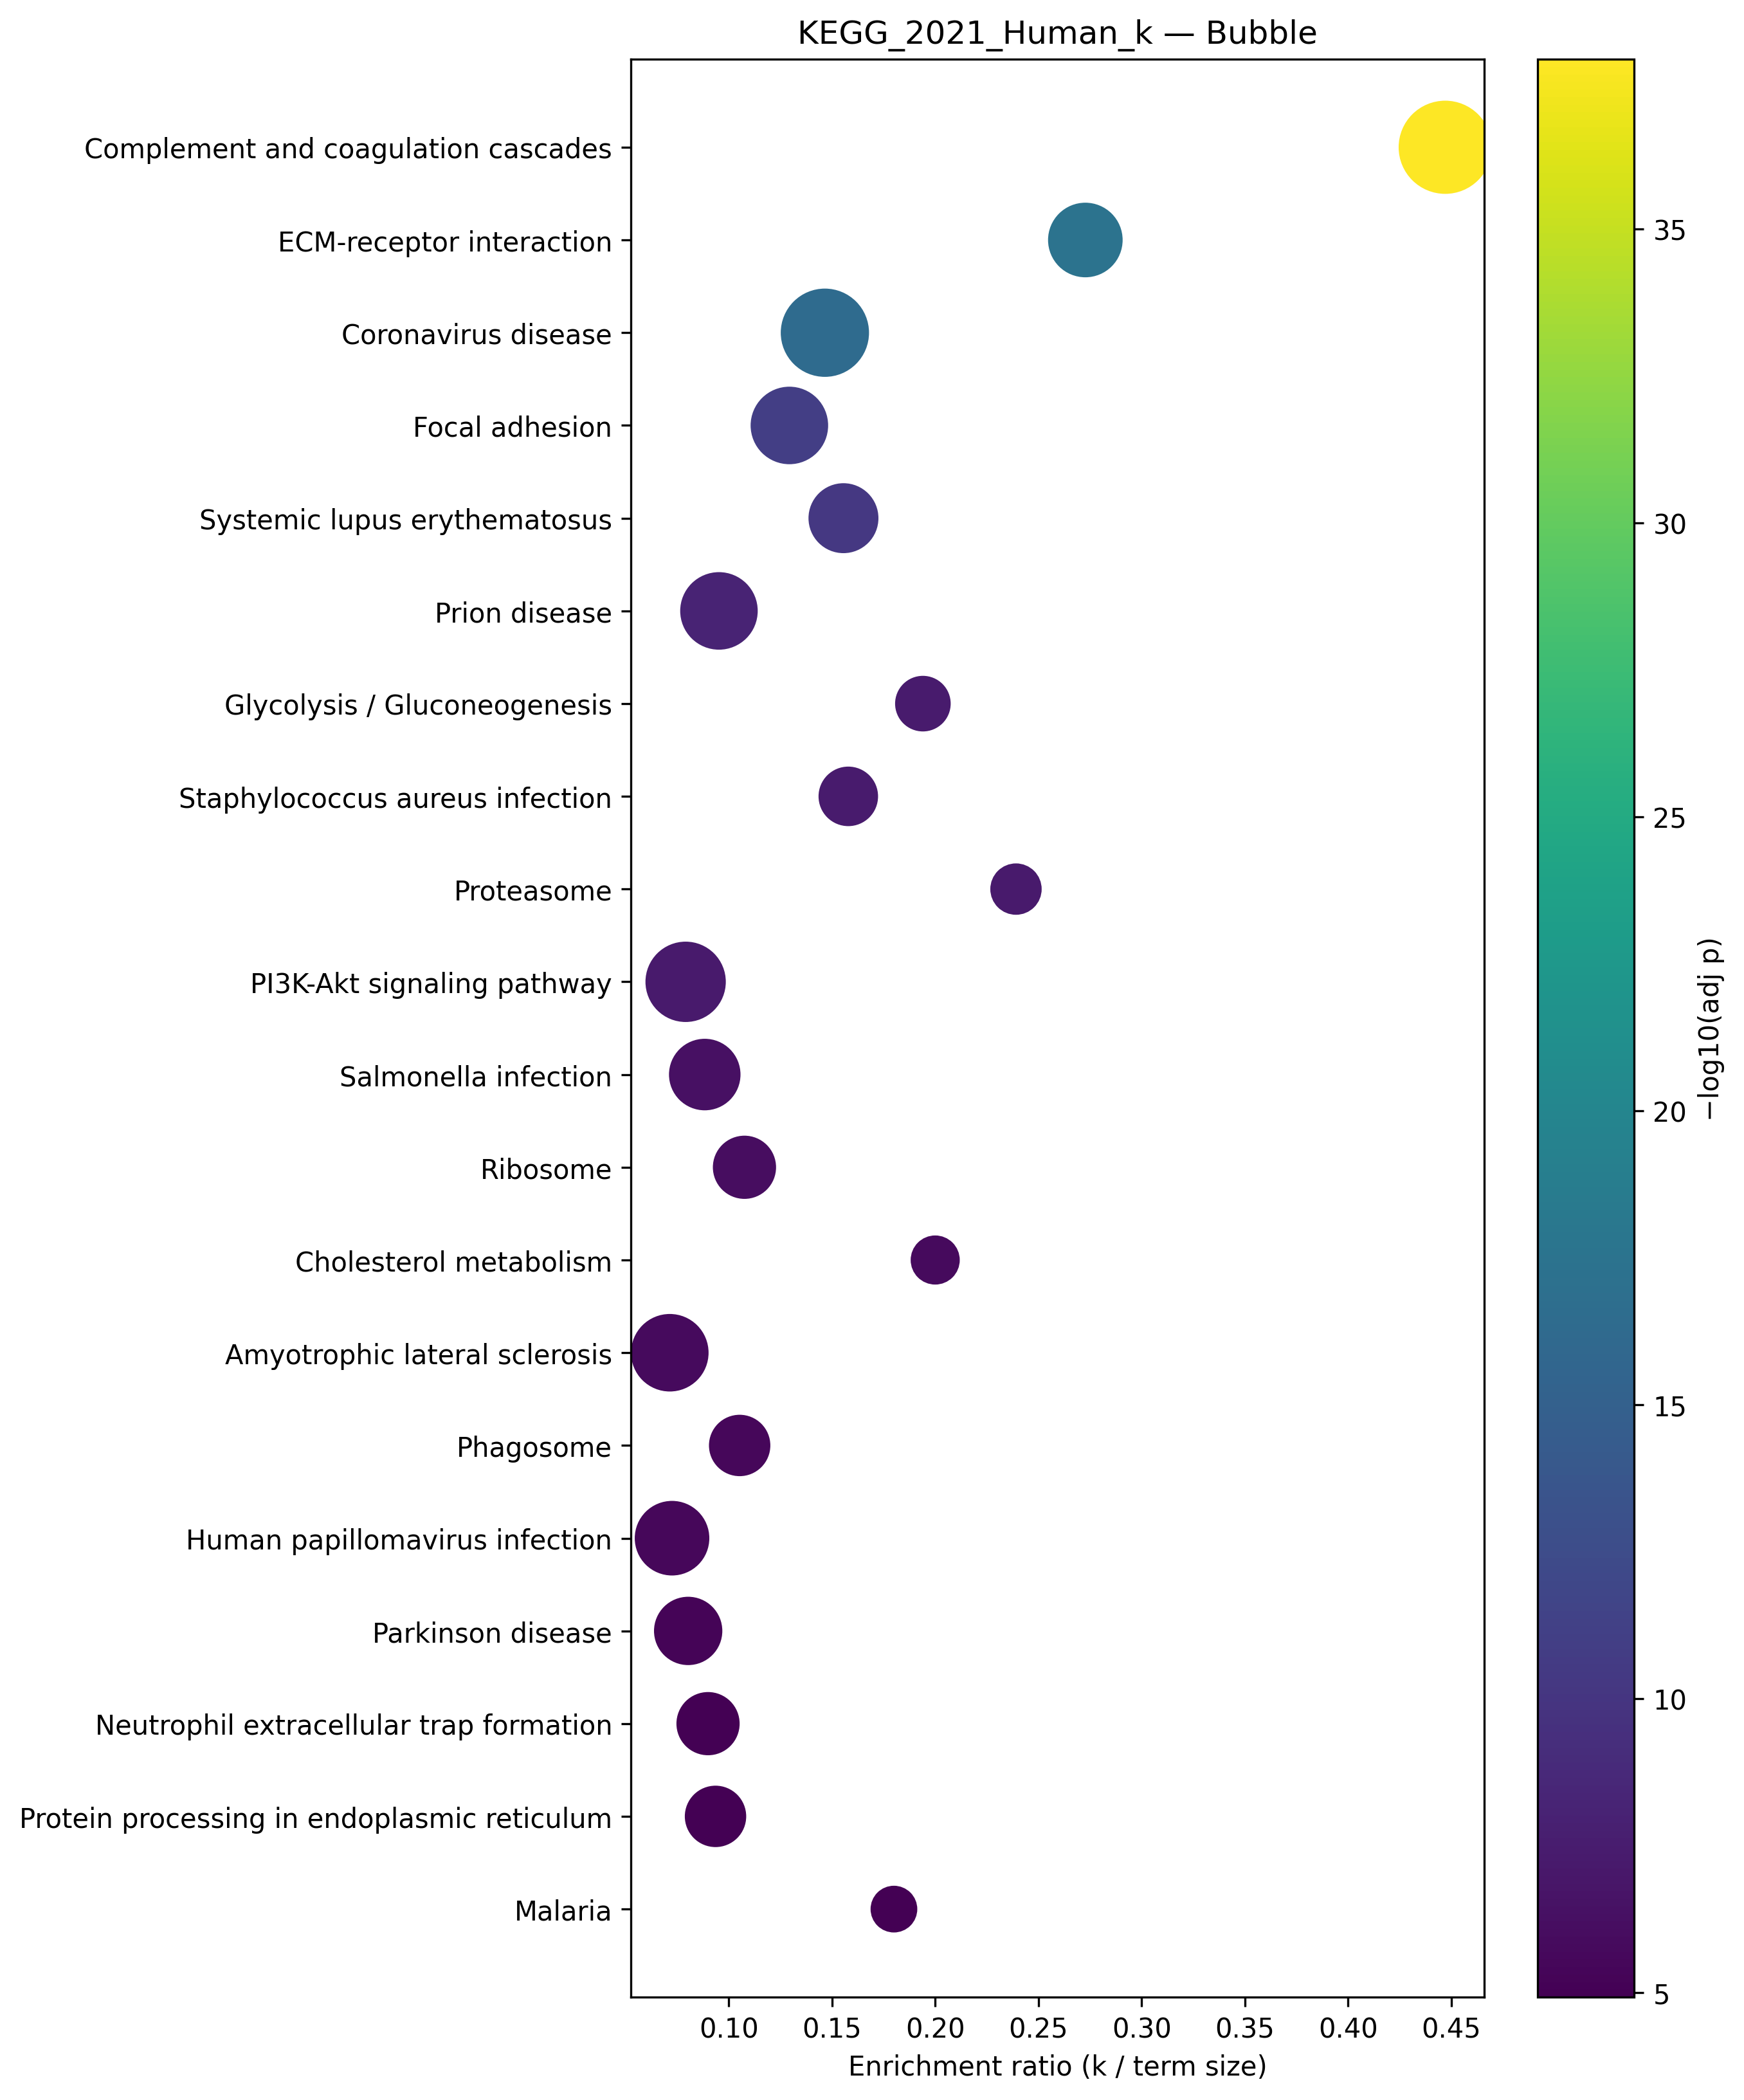 KEGG_2021_Human_k — Bubble
Complement and coagulation cascades
ECM-receptor interaction
Coronavirus disease
Focal adhesion
Systemic lupus erythematosus
Prion disease
Glycolysis / Gluconeogenesis
Staphylococcus aureus infection
Proteasome
PI3K-Akt signaling pathway
Salmonella infection
Ribosome
Cholesterol metabolism
Amyotrophic lateral sclerosis
Phagosome
Human papillomavirus infection
Parkinson disease
Neutrophil extracellular trap formation
Protein processing in endoplasmic reticulum
Malaria
0.10 0.15 0.20 0.25 0.30 0.35 0.40 0.45
Enrichment ratio (k / term size)
35
30
25
20
15
10
5
−log10(adj p)